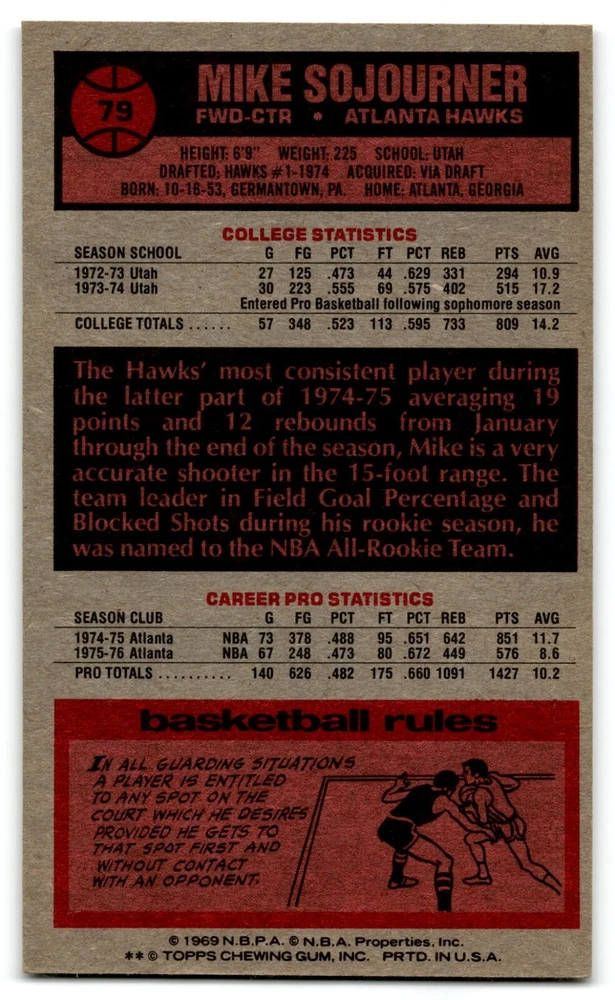 79
MIKE SOJOURNER
FWD-CTR • ATLANTA HAWKS
HEIGHT: 6'9" WEIGHT: 225 SCHOOL: UTAH
DRAFTED: HAWKS #1-1974 ACQUIRED: VIA DRAFT
BORN: 10-16-53, GERMANTOWN, PA. HOME: ATLANTA, GEORGIA
COLLEGE STATISTICS
SEASON SCHOOL G FG PCT FT PCT REB PTS AVG
1972-73 Utah 27 125 .473 44 .629 331 294 10.9
1973-74 Utah 30 223 .555 69 .575 402 515 17.2
Entered Pro Basketball following sophomore season
COLLEGE TOTALS ...... 57 348 .523 113 .595 733 809 14.2
The Hawks' most consistent player during
the latter part of 1974-75 averaging 19
points and 12 rebounds from January
through the end of the season, Mike is a very
accurate shooter in the 15-foot range. The
team leader in Field Goal Percentage and
Blocked Shots during his rookie season, he
was named to the NBA All-Rookie Team.
CAREER PRO STATISTICS
SEASON CLUB G FG PCT FT PCT REB PTS AVG
1974-75 Atlanta NBA 73 378 .488 95 .651 642 851 11.7
1975-76 Atlanta NBA 67 248 .473 80 .672 449 576 8.6
PRO TOTALS .......... 140 626 .482 175 .660 1091 1427 10.2
basketball rules
IN ALL GUARDING SITUATIONS
A PLAYER IS ENTITLED
TO ANY SPOT ON THE
COURT WHICH HE DESIRES
PROVIDED HE GETS TO
THAT SPOT FIRST AND
WITHOUT CONTACT
WITH AN OPPONENT.
© 1969 N.B.P.A. © N.B.A. Properties, Inc.
** © TOPPS CHEWING GUM, INC. PRTD. IN U.S.A.